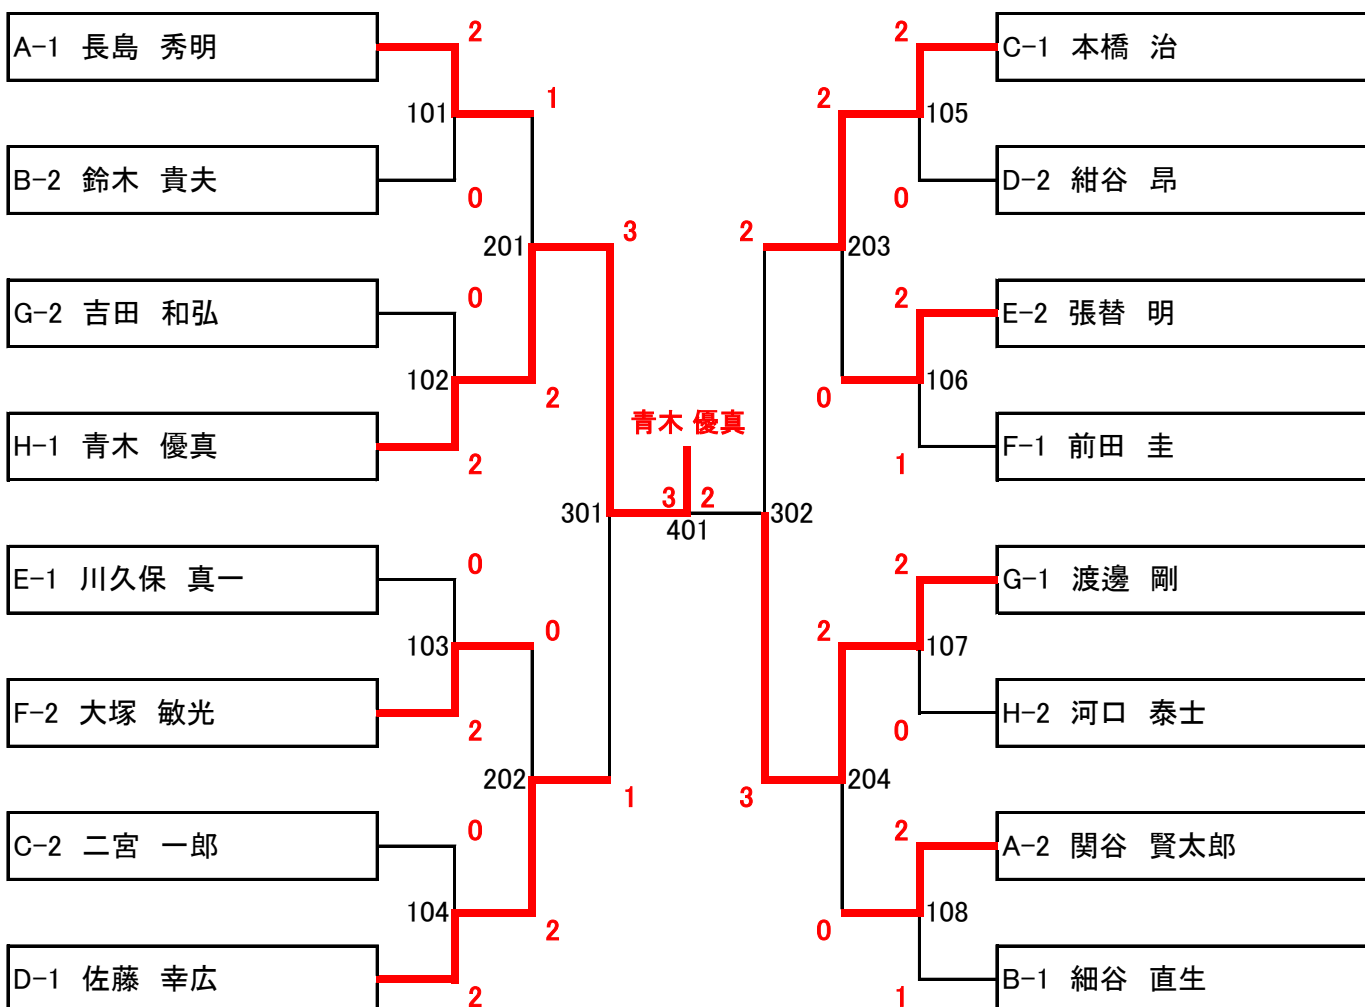 A-1 長島 秀明
2
101
1
B-2 鈴木 貴夫
0
201
3
G-2 吉田 和弘
0
102
2
H-1 青木 優真
2
301
E-1 川久保 真一
0
103
0
F-2 大塚 敏光
2
202
1
C-2 二宮 一郎
0
104
2
D-1 佐藤 幸広
2
青木 優真
3 2
401
2
C-1 本橋 治
2
105
D-2 紺谷 昂
0
2
203
2
E-2 張替 明
0
106
F-1 前田 圭
1
302
2
G-1 渡邊 剛
2
107
H-2 河口 泰士
0
3
204
2
A-2 関谷 賢太郎
0
108
B-1 細谷 直生
1